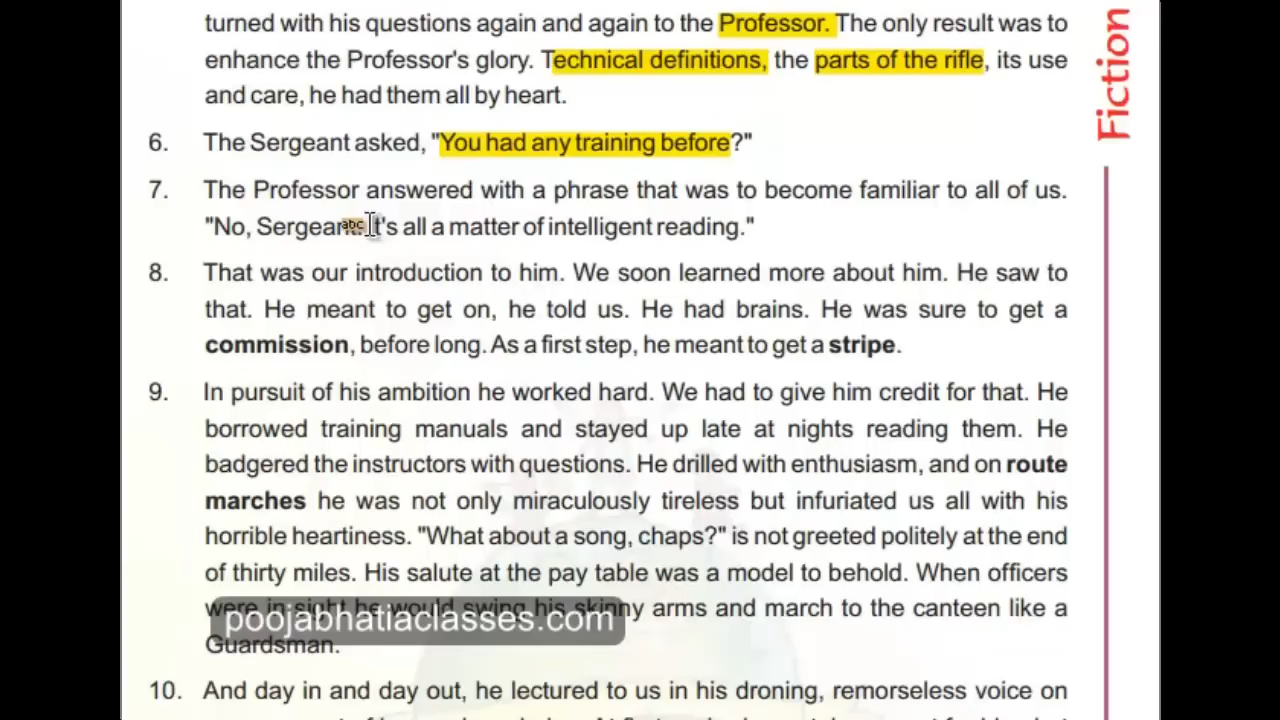 turned with his questions again and again to the Professor. The only result was to
enhance the Professor's glory. Technical definitions, the parts of the rifle, its use
and care, he had them all by heart.
Fiction
6. The Sergeant asked, "You had any training before?"
7. The Professor answered with a phrase that was to become familiar to all of us.
"No, Sergeant. It's all a matter of intelligent reading."
abc
8. That was our introduction to him. We soon learned more about him. He saw to
that. He meant to get on, he told us. He had brains. He was sure to get a
commission, before long. As a first step, he meant to get a stripe.
9. In pursuit of his ambition he worked hard. We had to give him credit for that. He
borrowed training manuals and stayed up late at nights reading them. He
badgered the instructors with questions. He drilled with enthusiasm, and on route
marches he was not only miraculously tireless but infuriated us all with his
horrible heartiness. "What about a song, chaps?" is not greeted politely at the end
of thirty miles. His salute at the pay table was a model to behold. When officers
were in sight he would swing his skinny arms and march to the canteen like a
poojabhatiaclasses.com
Guardsman.
10. And day in and day out, he lectured to us in his droning, remorseless voice on